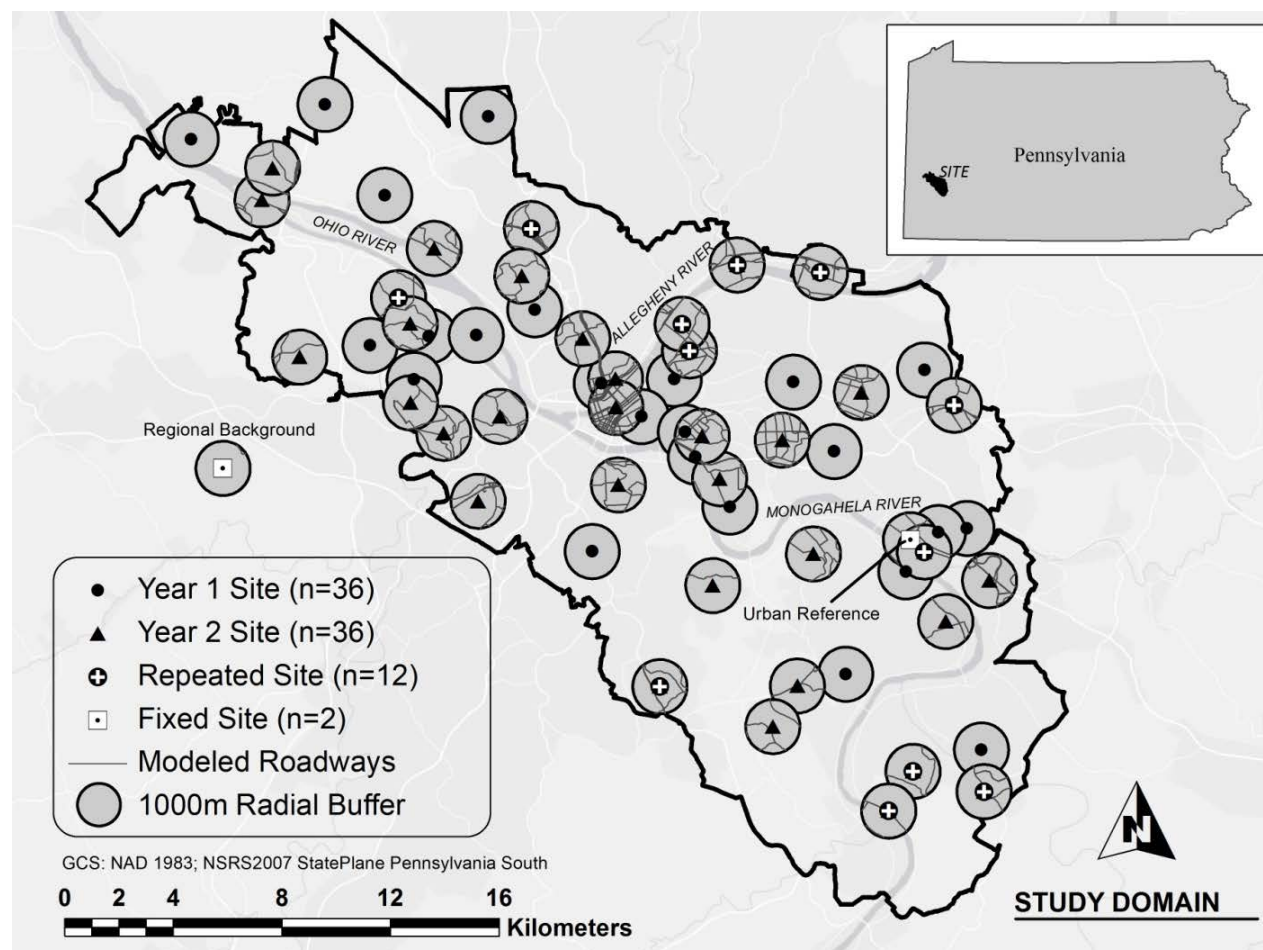 Pennsylvania
SITE
OHIO RIVER
ALLEGHENY RIVER
Regional Background
MONOGAHELA RIVER
Urban Reference
Year 1 Site (n=36)
Year 2 Site (n=36)
Repeated Site (n=12)
Fixed Site (n=2)
Modeled Roadways
1000m Radial Buffer
GCS: NAD 1983; NSRS2007 StatePlane Pennsylvania South
0 2 4 8 12 16
Kilometers
N
STUDY DOMAIN